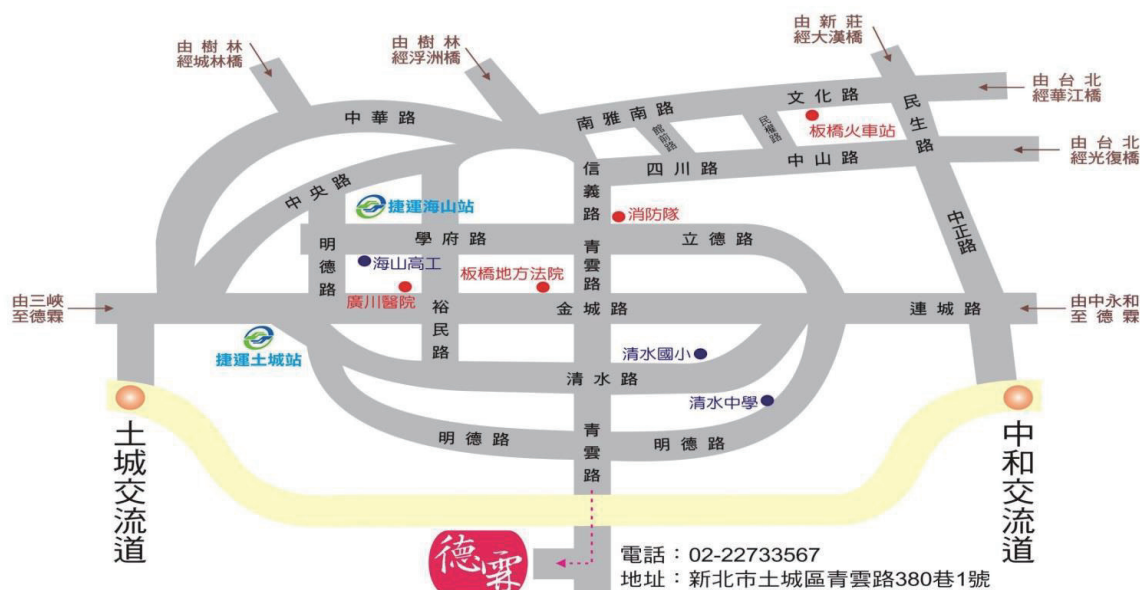 由樹林
經城林橋
由樹林
經浮洲橋
由新莊
經大漢橋
由台北
經華江橋
由台北
經光復橋
中華路
南雅南路
文化路
民生路
館前路
民權路
板橋火車站
信義路
四川路
中山路
中央路
捷運海山站
消防隊
中正路
明德路
學府路
青雲路
立德路
海山高工
板橋地方法院
廣川醫院
由三峽
至德霖
裕民路
金城路
連城路
由中永和
至德霖
捷運土城站
清水國小
清水路
清水中學
明德路
青雲路
明德路
土城交流道
中和交流道
德霖
電話：02-22733567
地址：新北市土城區青雲路380巷1號